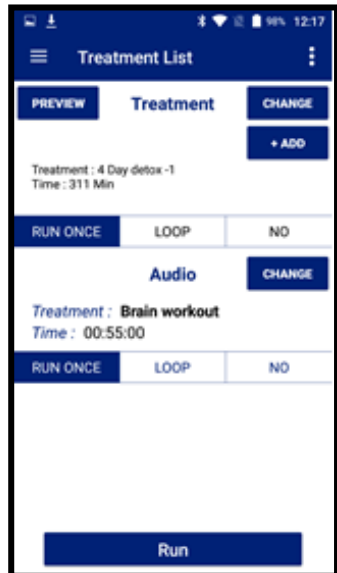 98% 12:17
Treatment List
PREVIEW Treatment CHANGE
+ ADD
Treatment : 4 Day detox -1
Time : 311 Min
RUN ONCE LOOP NO
Audio CHANGE
Treatment : Brain workout
Time : 00:55:00
RUN ONCE LOOP NO
Run